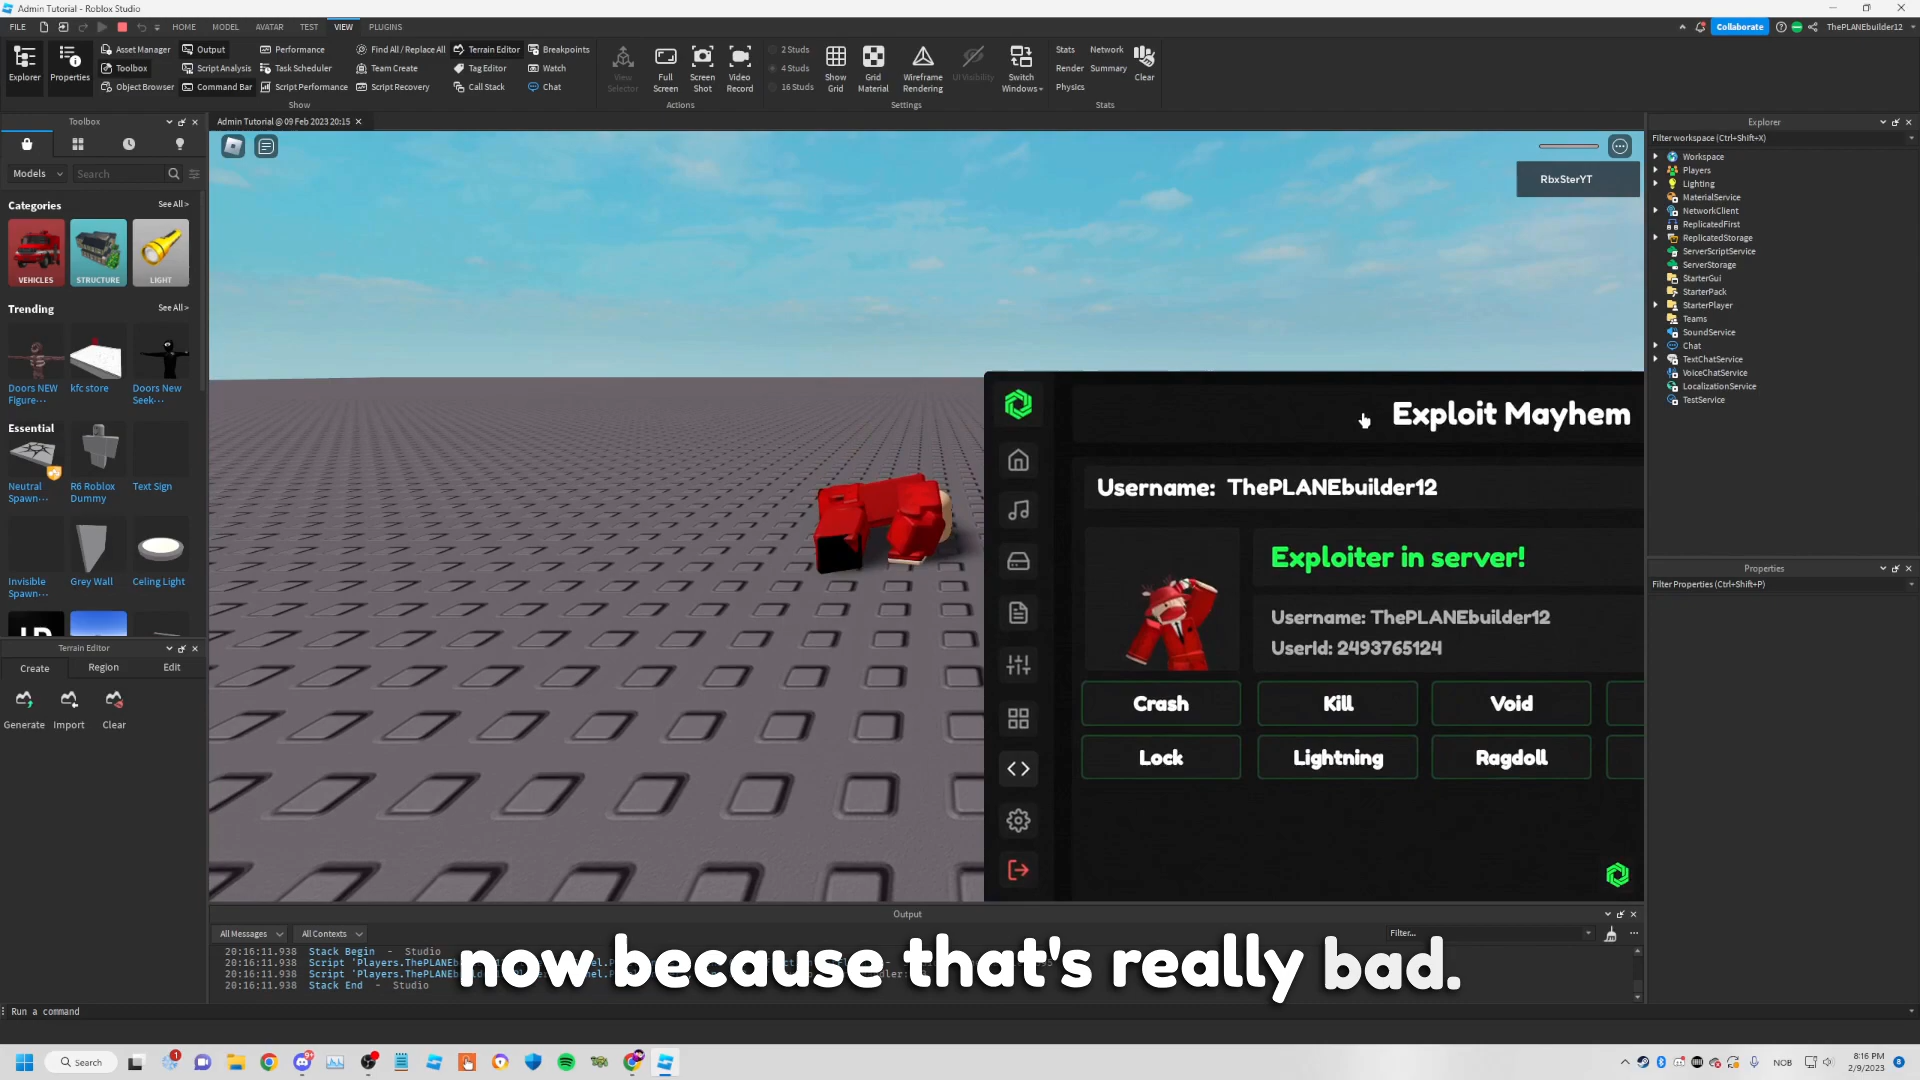 Admin Tutorial - Roblox Studio
FILE HOME MODEL AVATAR TEST VIEW PLUGINS
Collaborate ThePLANEbuilder12
Explorer
Properties
Asset Manager Output Performance Find All / Replace All Terrain Editor Breakpoints
Toolbox Script Analysis Task Scheduler Team Create Tag Editor Watch
Object Browser Command Bar Script Performance Script Recovery Call Stack Chat
Show
View Selector
Full Screen
Screen Shot
Video Record
Actions
2 Studs
4 Studs
16 Studs
Show Grid
Grid Material
Wireframe Rendering
UI Visibility
Switch Windows
Settings
Stats Network
Render Summary
Physics
Clear
Stats
Toolbox
Admin Tutorial @ 09 Feb 2023 20:15
Models
Search
Categories See All >
VEHICLES STRUCTURE LIGHT
Trending See All >
Doors NEW Figure-··
kfc store
Doors New Seek-··
Essential See All >
Neutral Spawn-··
R6 Roblox Dummy
Text Sign
Invisible Spawn-··
Grey Wall
Celing Light
Terrain Editor
Create Region Edit
Generate Import Clear
RbxSterYT
Exploit Mayhem
Username: ThePLANEbuilder12
Exploiter in server!
Username: ThePLANEbuilder12
UserId: 2493765124
Crash Kill Void
Lock Lightning Ragdoll
Explorer
Filter workspace (Ctrl+Shift+X)
Workspace
Players
Lighting
MaterialService
NetworkClient
ReplicatedFirst
ReplicatedStorage
ServerScriptService
ServerStorage
StarterGui
StarterPack
StarterPlayer
Teams
SoundService
Chat
TextChatService
VoiceChatService
LocalizationService
TestService
Properties
Filter Properties (Ctrl+Shift+P)
Output
All Messages All Contexts Filter...
20:16:11.938 Stack Begin - Studio
20:16:11.938 Script 'Players.ThePLANEb
20:16:11.938 Script 'Players.ThePLANEb
20:16:11.938 Stack End - Studio
now because that's really bad.
Run a command
Search
NOB
8:16 PM
2/9/2023